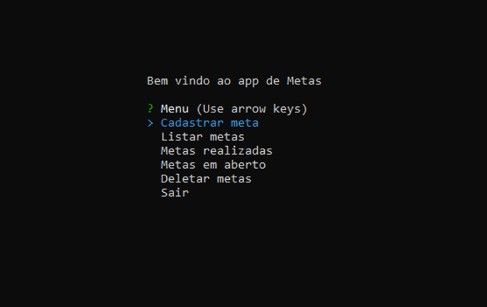 Bem vindo ao app de Metas
? Menu (Use arrow keys)
> Cadastrar meta
Listar metas
Metas realizadas
Metas em aberto
Deletar metas
Sair